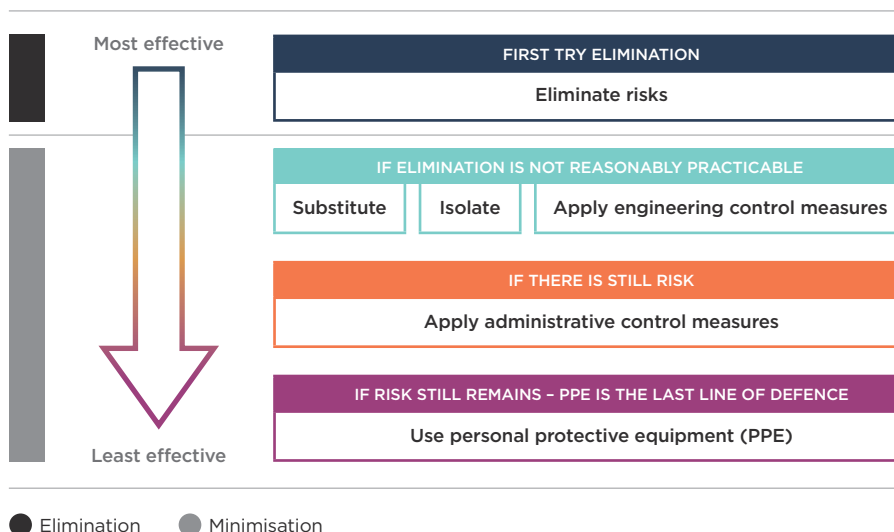 Most effective
FIRST TRY ELIMINATION
Eliminate risks
IF ELIMINATION IS NOT REASONABLY PRACTICABLE
Substitute
Isolate
Apply engineering control measures
IF THERE IS STILL RISK
Apply administrative control measures
IF RISK STILL REMAINS – PPE IS THE LAST LINE OF DEFENCE
Use personal protective equipment (PPE)
Least effective
Elimination
Minimisation